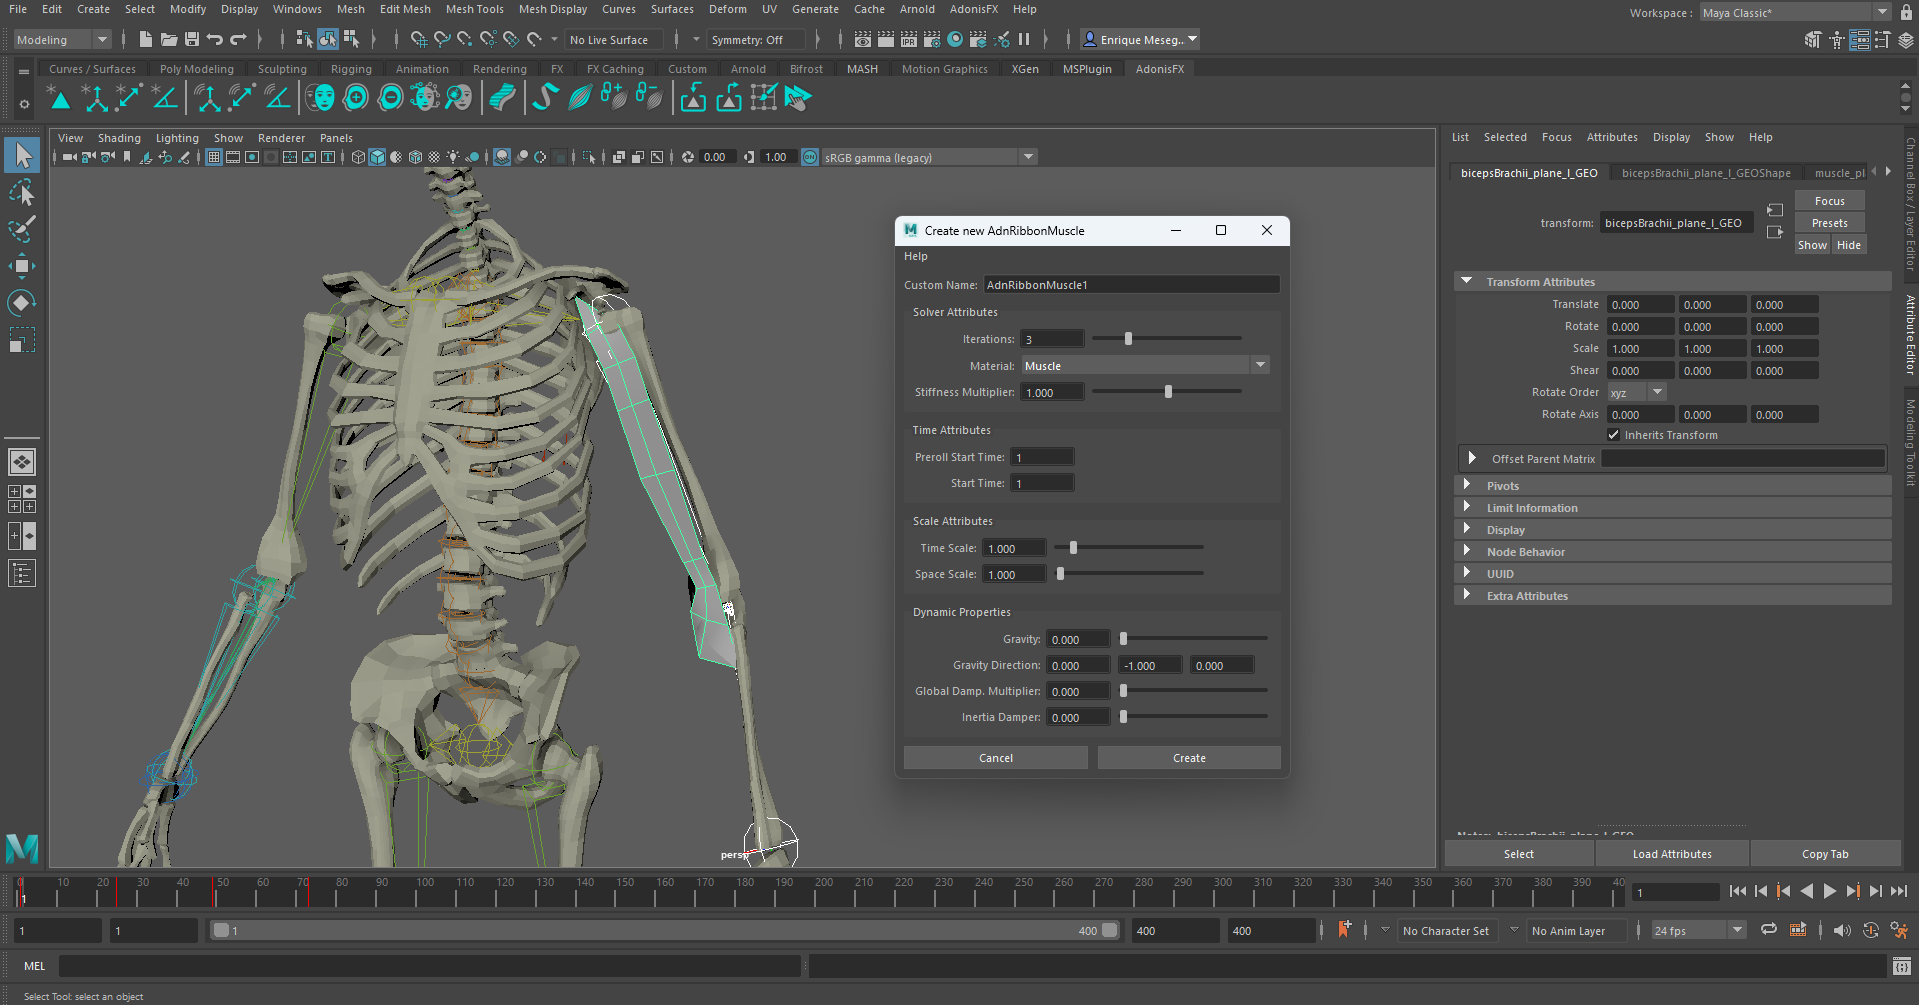 File Edit Create Select Modify Display Windows Mesh Edit Mesh Mesh Tools Mesh Display Curves Surfaces Deform UV Generate Cache Arnold AdonisFX Help
Workspace : Maya Classic*
Modeling No Live Surface Symmetry: Off Enrique Meseg...
Curves / Surfaces Poly Modeling Sculpting Rigging Animation Rendering FX FX Caching Custom Arnold Bifrost MASH Motion Graphics XGen MSPlugin AdonisFX
View Shading Lighting Show Renderer Panels
0.00 1.00 ON sRGB gamma (legacy)
persp
Create new AdnRibbonMuscle
Help
Custom Name: AdnRibbonMuscle1
Solver Attributes
Iterations: 3
Material: Muscle
Stiffness Multiplier: 1.000
Time Attributes
Preroll Start Time: 1
Start Time: 1
Scale Attributes
Time Scale: 1.000
Space Scale: 1.000
Dynamic Properties
Gravity: 0.000
Gravity Direction: 0.000 -1.000 0.000
Global Damp. Multiplier: 0.000
Inertia Damper: 0.000
Cancel Create
List Selected Focus Attributes Display Show Help
bicepsBrachii_plane_l_GEO bicepsBrachii_plane_l_GEOShape muscle_pl
transform: bicepsBrachii_plane_l_GEO
Focus
Presets
Show Hide
Transform Attributes
Translate 0.000 0.000 0.000
Rotate 0.000 0.000 0.000
Scale 1.000 1.000 1.000
Shear 0.000 0.000 0.000
Rotate Order xyz
Rotate Axis 0.000 0.000 0.000
Inherits Transform
Offset Parent Matrix
Pivots
Limit Information
Display
Node Behavior
UUID
Extra Attributes
Notes: bicepsBrachii_plane_l_GEO
Select Load Attributes Copy Tab
Channel Box / Layer Editor
Attribute Editor
Modeling Toolkit
0 10 20 30 40 50 60 70 80 90 100 110 120 130 140 150 160 170 180 190 200 210 220 230 240 250 260 270 280 290 300 310 320 330 340 350 360 370 380 390 40
1
1
1 1 1 400 400 400 No Character Set No Anim Layer 24 fps
MEL
Select Tool: select an object